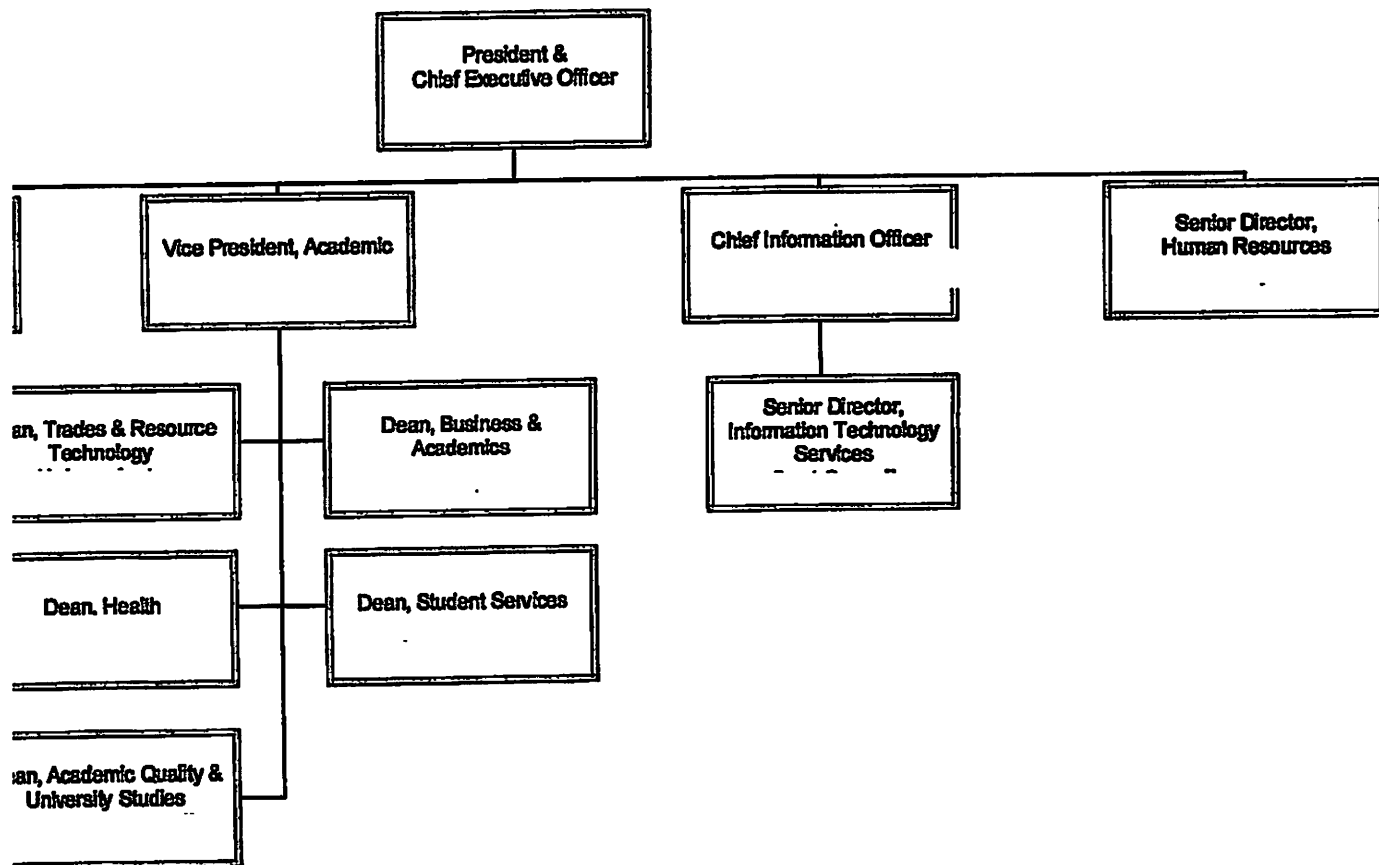 President &
Chief Executive Officer
Vice President, Academic
Chief Information Officer
Senior Director,
Human Resources
an, Trades & Resource
Technology
Dean, Business &
Academics
Senior Director,
Information Technology
Services
Dean. Health
Dean, Student Services
an, Academic Quality &
University Studies